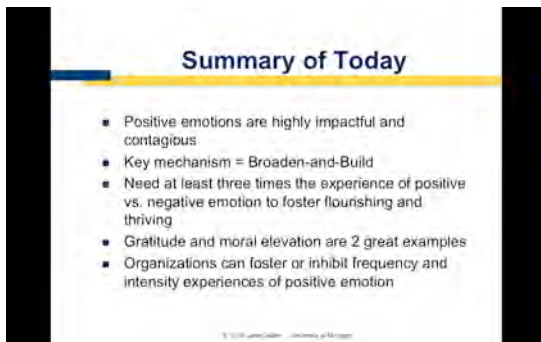 Summary of Today
Positive emotions are highly impactful and
contagious
Key mechanism = Broaden-and-Build
Need at least three times the experience of positive
vs. negative emotion to foster flourishing and
thriving
Gratitude and moral elevation are 2 great examples
Organizations can foster or inhibit frequency and
intensity experiences of positive emotion